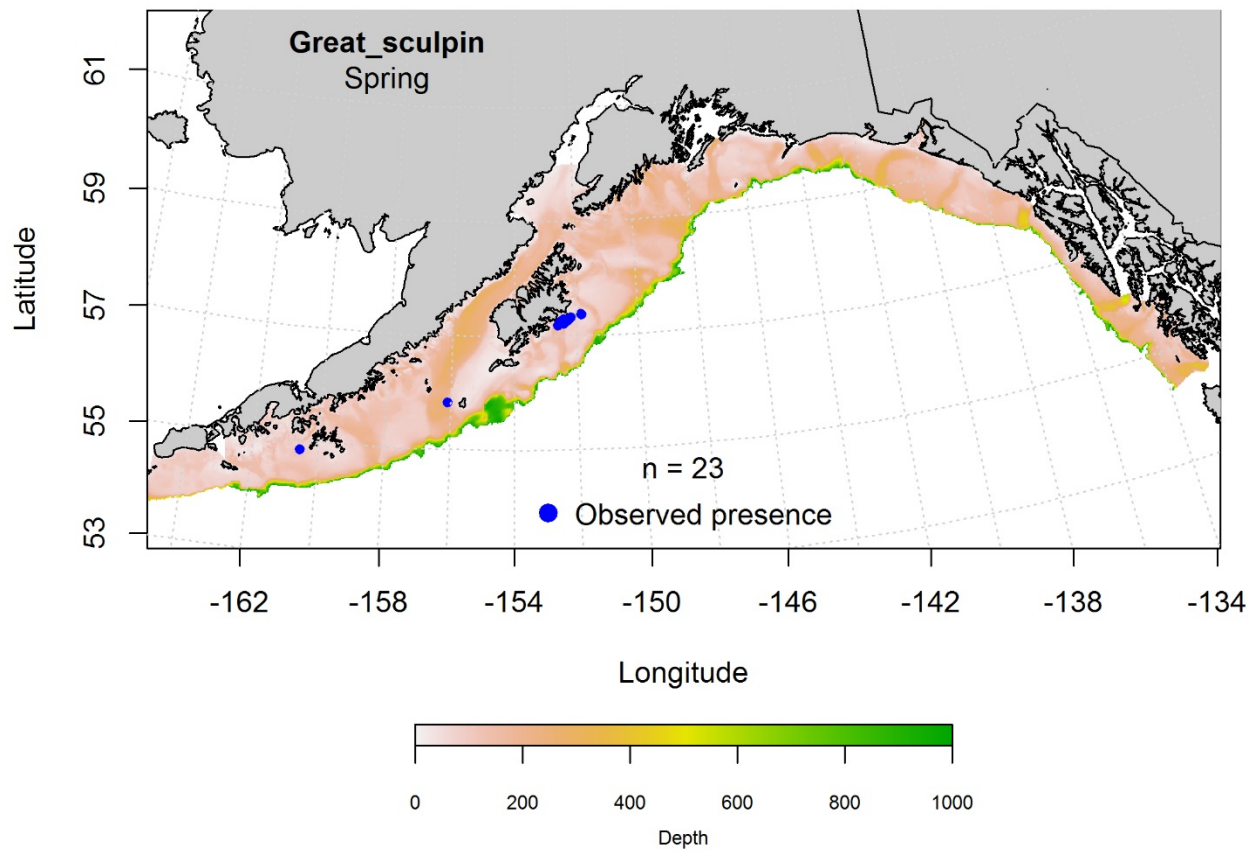 Great_sculpin
Spring
61
59
57
55
53
Latitude
n = 23
Observed presence
-162 -158 -154 -150 -146 -142 -138 -134
Longitude
0 200 400 600 800 1000
Depth